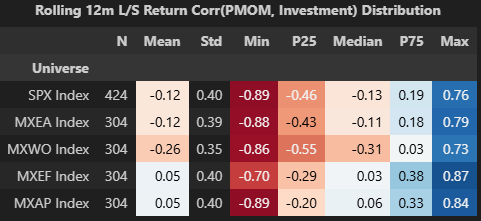 Rolling 12m L/S Return Corr(PMOM, Investment) Distribution
N Mean Std Min P25 Median P75 Max
Universe
SPX Index 424 -0.12 0.40 -0.89 -0.46 -0.13 0.19 0.76
MXEA Index 304 -0.12 0.39 -0.88 -0.43 -0.11 0.18 0.79
MXWO Index 304 -0.26 0.35 -0.86 -0.55 -0.31 0.03 0.73
MXEF Index 304 0.05 0.40 -0.70 -0.29 0.03 0.38 0.87
MXAP Index 304 0.05 0.40 -0.89 -0.20 0.06 0.33 0.84